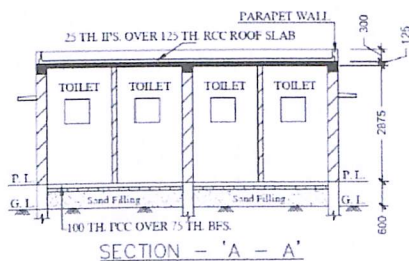 PARAPET WALL
25 TH. IPS. OVER 125 TH. RCC ROOF SLAB
300
125
TOILET TOILET TOILET TOILET
2875
P. L. P. L.
G. L. Sand Filling Sand Filling G. L.
600
100 TH. PCC OVER 75 TH. BFS.
SECTION - 'A - A'